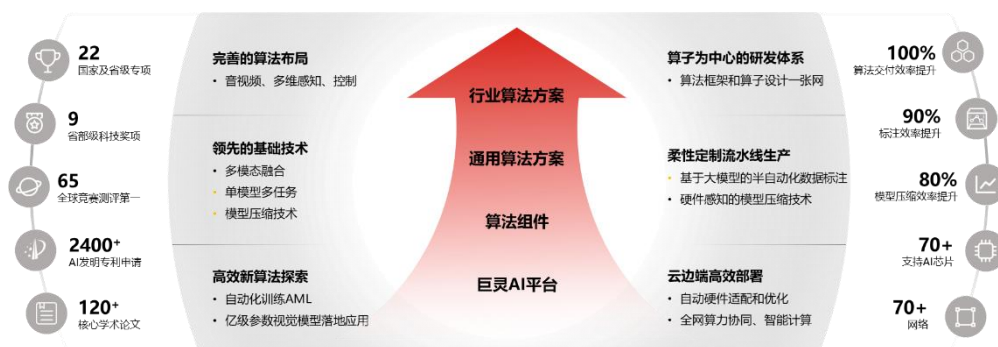 22
国家及省级专项
9
省部级科技奖项
65
全球竞赛测评第一
2400+
AI发明专利申请
120+
核心学术论文
完善的算法布局
• 音视频、多维感知、控制
领先的基础技术
• 多模态融合
• 单模型多任务
• 模型压缩技术
高效新算法探索
• 自动化训练AML
• 亿级参数视觉模型落地应用
行业算法方案
通用算法方案
算法组件
巨灵AI平台
算子为中心的研发体系
• 算法框架和算子设计一张网
柔性定制流水线生产
• 基于大模型的半自动化数据标注
• 硬件感知的模型压缩技术
云边端高效部署
• 自动硬件适配和优化
• 全网算力协同、智能计算
100%
算法交付效率提升
90%
标注效率提升
80%
模型压缩效率提升
70+
支持AI芯片
70+
网络